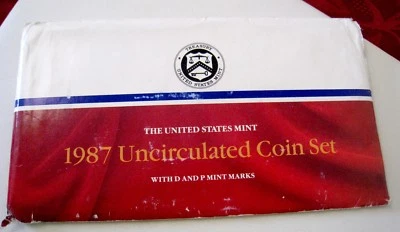 TREASURY
UNITED STATES MINT
THE UNITED STATES MINT
1987 Uncirculated Coin Set
WITH D AND P MINT MARKS